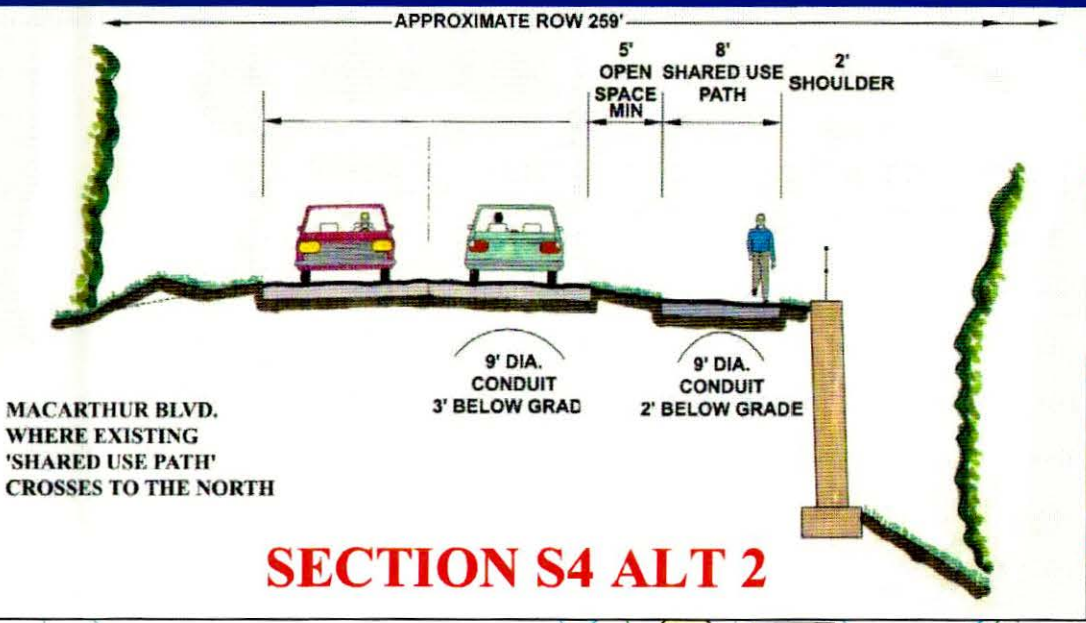 APPROXIMATE ROW 259'
5'
OPEN
SPACE
MIN
8'
SHARED USE
PATH
2'
SHOULDER
9' DIA.
CONDUIT
3' BELOW GRAD
9' DIA.
CONDUIT
2' BELOW GRADE
MACARTHUR BLVD.
WHERE EXISTING
'SHARED USE PATH'
CROSSES TO THE NORTH
SECTION S4 ALT 2